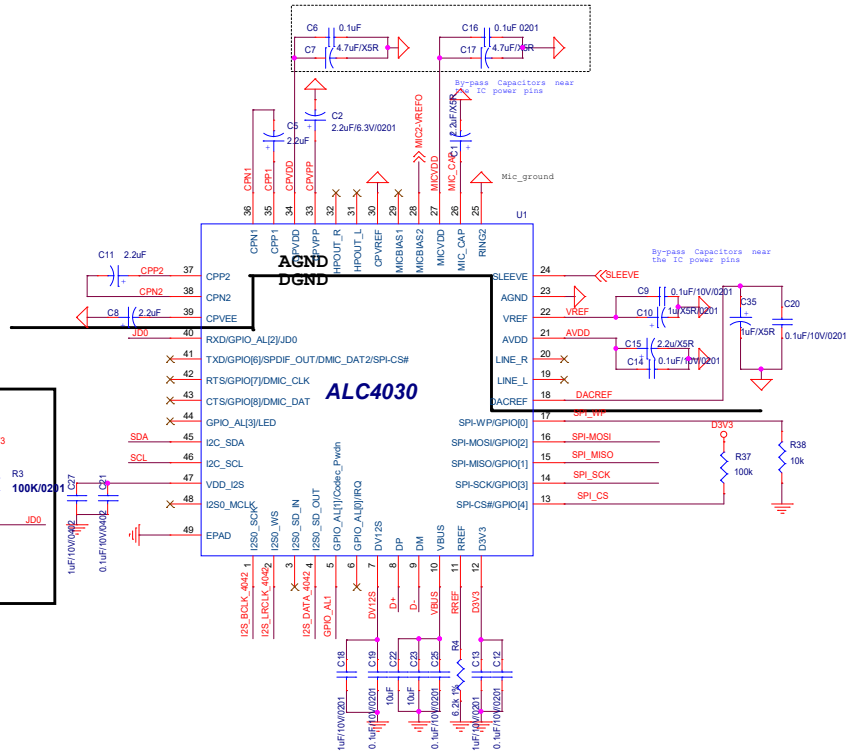 C6 0.1uF
C7 4.7uF/X5R
C16 0.1uF 0201
C17 4.7uF/X5R
By-pass Capacitors near
the IC power pins
C2
2.2uF/6.3V/0201
C5
2.2uF
C1 2.2uF/X5R
CPN1
CPP1
CPVDD
CPVPP
MIC2-VREFO
MICVDD
MIC_CAP
Mic_ground
36
35
34
33
32
31
30
29
28
27
26
25
U1
CPN1
CPP1
CPVDD
CPVPP
HPOUT_R
HPOUT_L
CPVREF
MICBIAS1
MICBIAS2
MICVDD
MIC_CAP
RING2
AGND
DGND
ALC4030
C11 2.2uF
CPP2 37 CPP2
CPN2 38 CPN2
C8 2.2uF
39 CPVEE
JD0 40 RXD/GPIO_AL[2]/JD0
41 TXD/GPIO[6]/SPDIF_OUT/DMIC_DAT2/SPI-CS#
42 RTS/GPIO[7]/DMIC_CLK
43 CTS/GPIO[8]/DMIC_DAT
44 GPIO_AL[3]/LED
SDA 45 I2C_SDA
SCL 46 I2C_SCL
47 VDD_I2S
48 I2S0_MCLK
49 EPAD
SLEEVE 24 SLEEVE
AGND 23
VREF 22 VREF
AVDD 21 AVDD
LINE_R 20
LINE_L 19
DACREF 18 DACREF
SPI-WP/GPIO[0] 17 SPI_WP
SPI-MOSI/GPIO[2] 16 SPI-MOSI
SPI-MISO/GPIO[1] 15 SPI_MISO
SPI-SCK/GPIO[3] 14 SPI_SCK
SPI-CS#/GPIO[4] 13 SPI_CS
By-pass Capacitors near
the IC power pins
C9 0.1uF/10V/0201
C10 1u/X5R/0201
C15 2.2u/X5R
C14 0.1uF/10V/0201
C35
1uF/X5R
C20
0.1uF/10V/0201
D3V3
R37
100k
R38
10k
3
R3
100K/0201
JD0
C27
1uF/10V/0402
C21
0.1uF/10V/0402
I2S0_SCK
I2S0_WS
I2S0_SD_IN
I2S0_SD_OUT
GPIO_AL[1]/Codec_Pwdn
GPIO_AL[0]/IRQ
DV12S
DP
DM
VBUS
RREF
D3V3
1
2
3
4
5
6
7
8
9
10
11
12
I2S_BCLK_4042
I2S_LRCLK_4042
I2S_DATA_4042
GPIO_AL1
DV12S
D+
D-
VBUS
RREF
D3V3
C18
1uF/10V/0201
C19
0.1uF/10V/0201
C22
10uF
C23
10uF
C25
0.1uF/10V/0201
R4
6.2k 1%
C13
1uF/10V/0201
C12
0.1uF/10V/0201